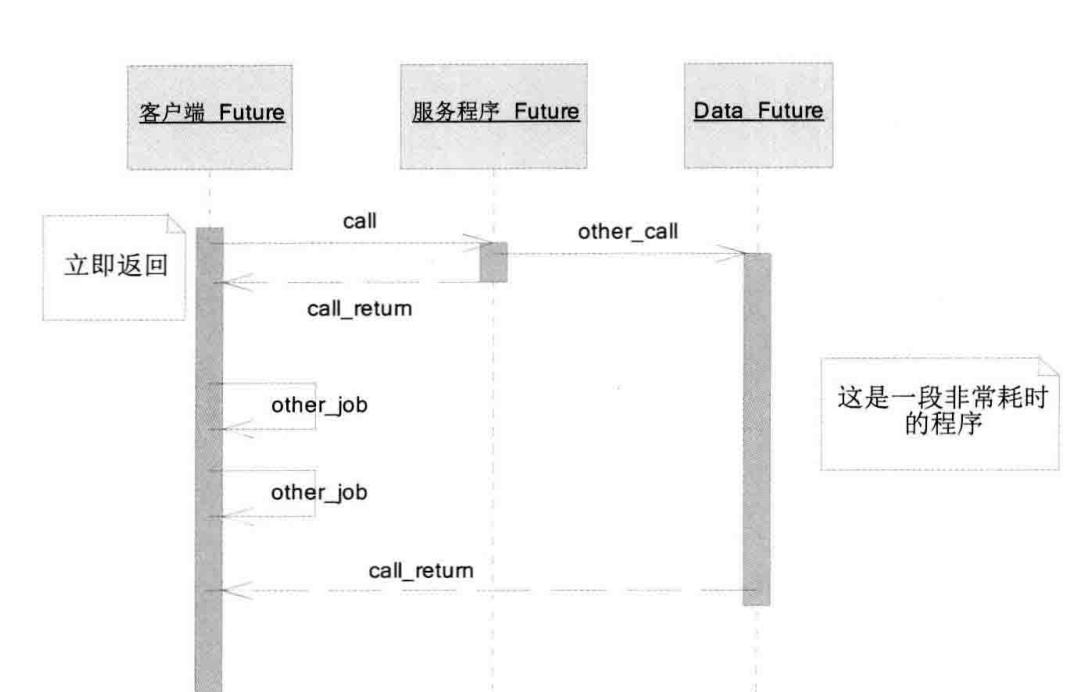 客户端 Future
服务程序 Future
Data Future
call
other_call
立即返回
call_return
other_job
这是一段非常耗时
的程序
other_job
call_return